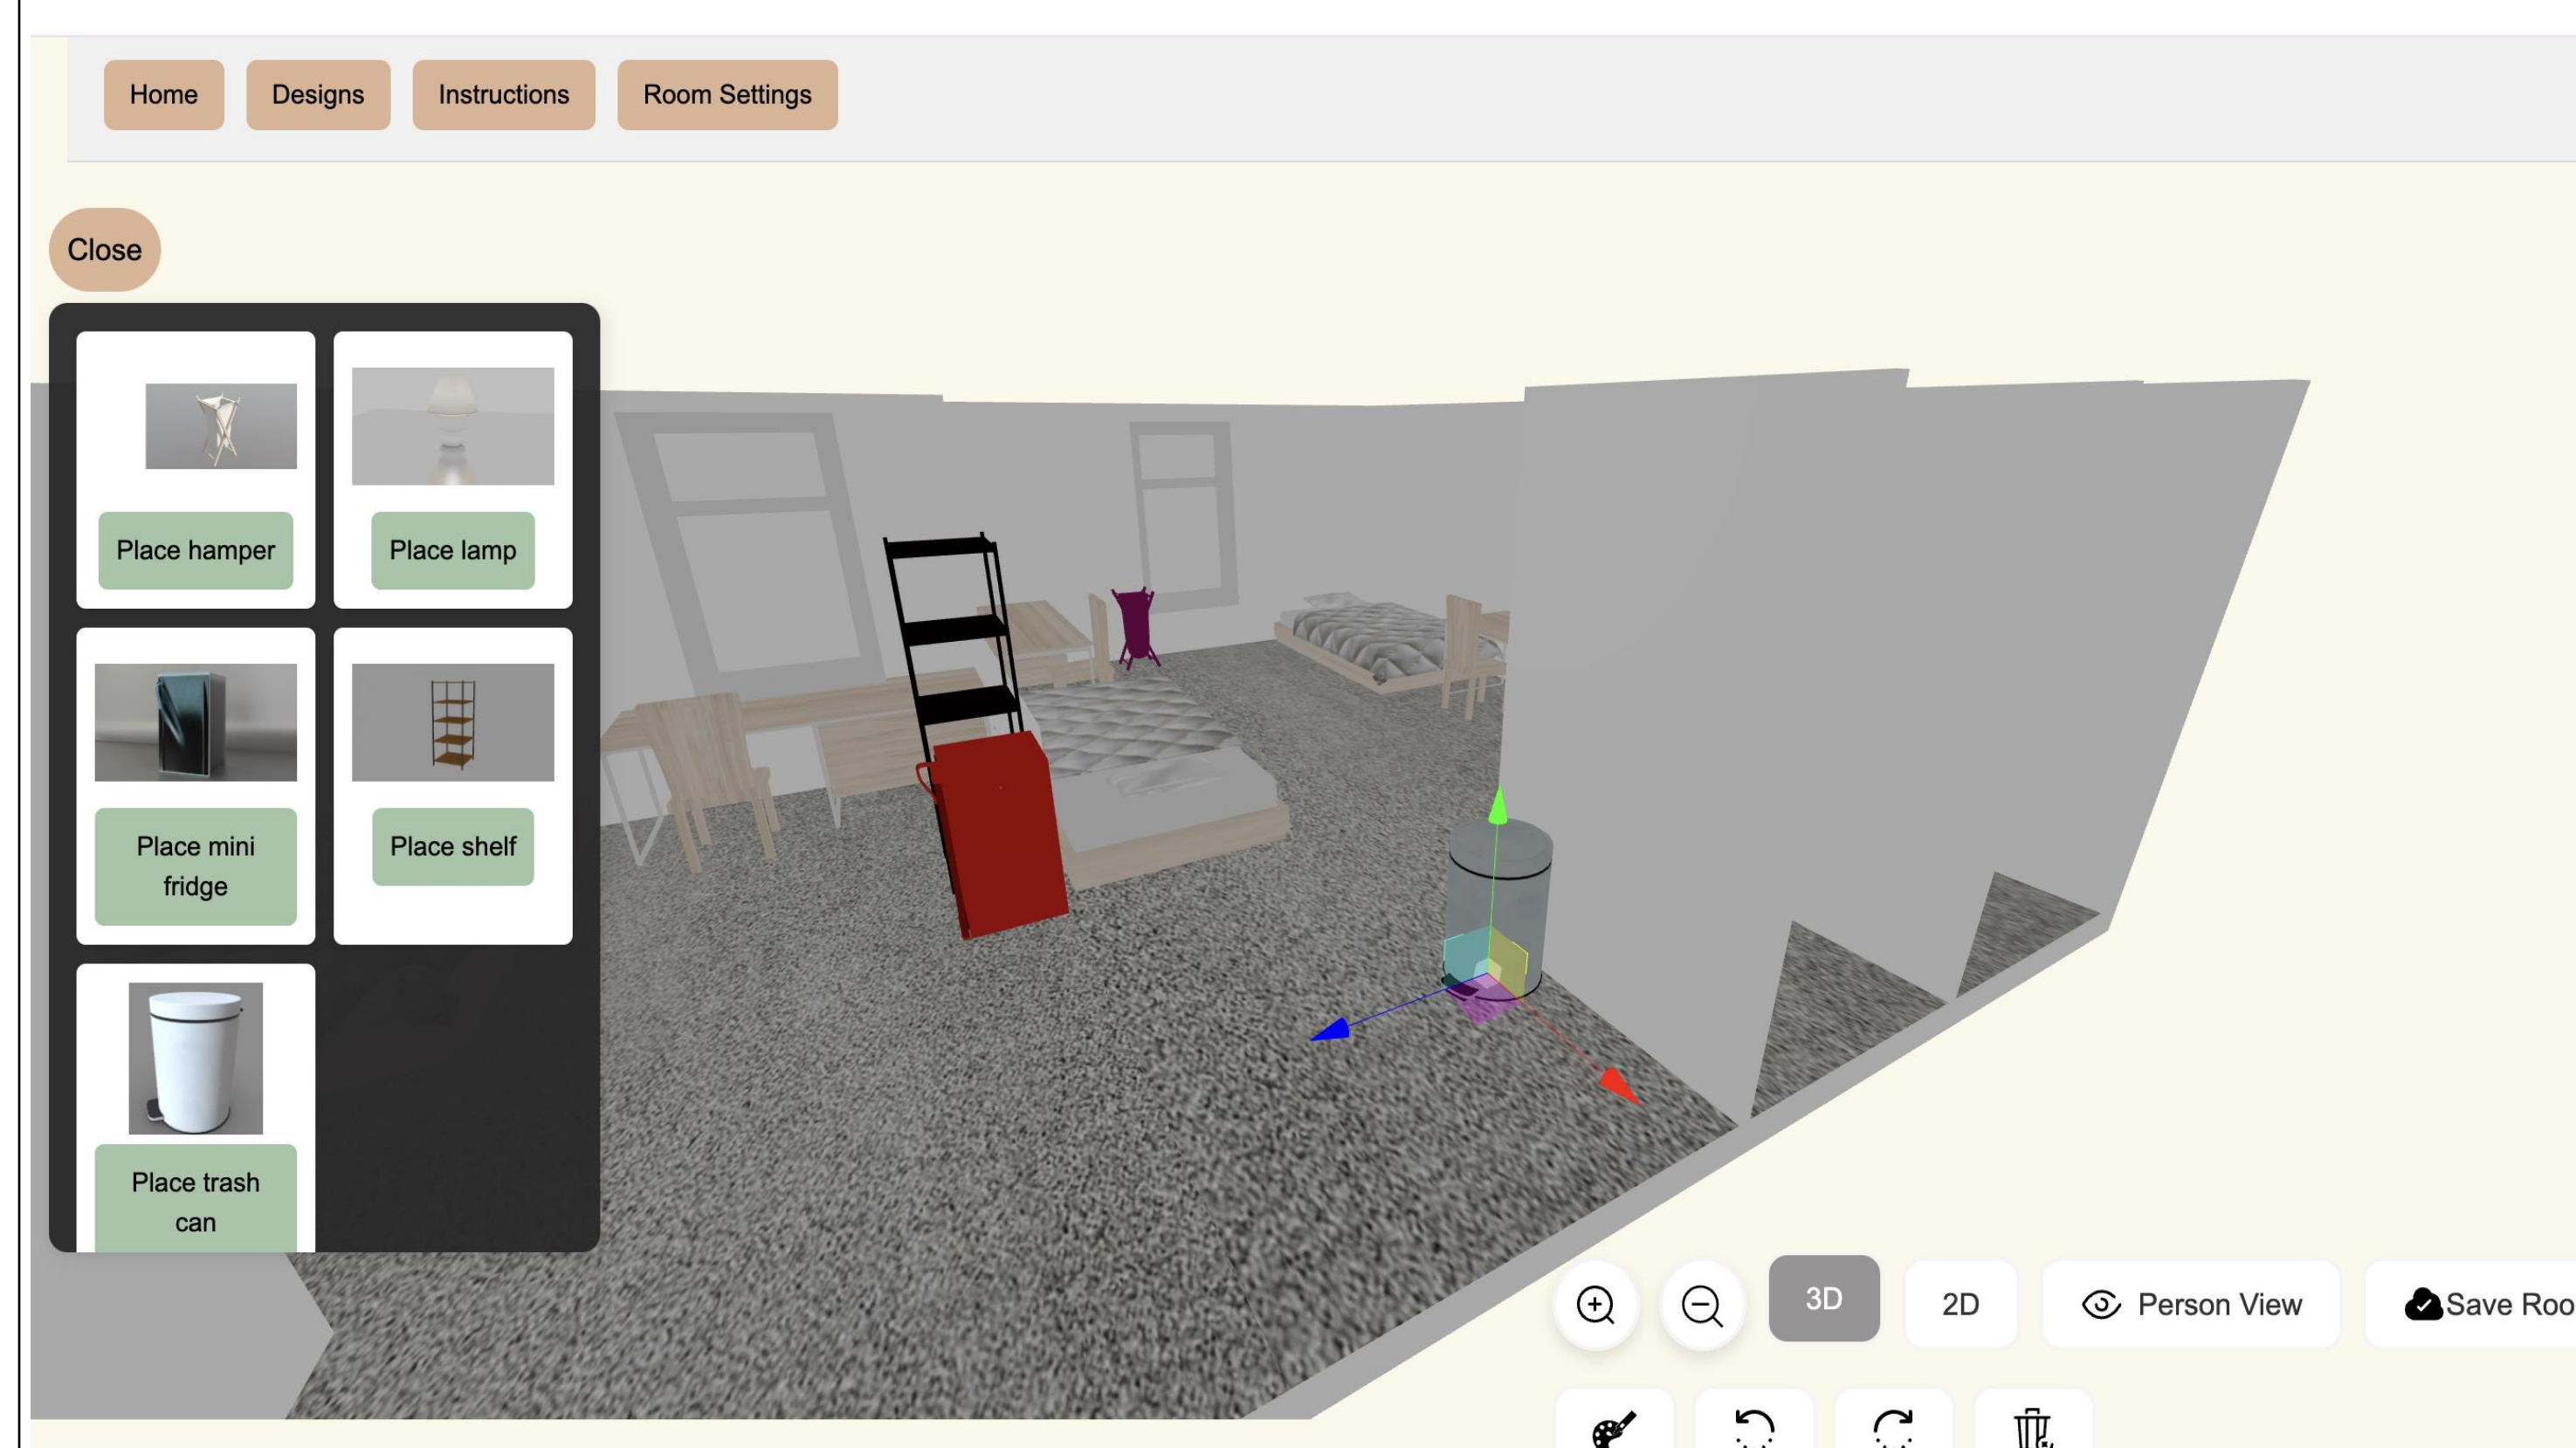 Home
Designs
Instructions
Room Settings
Close
Place hamper
Place lamp
Place mini
fridge
Place shelf
Place trash
can
3D
2D
Person View
Save Roo